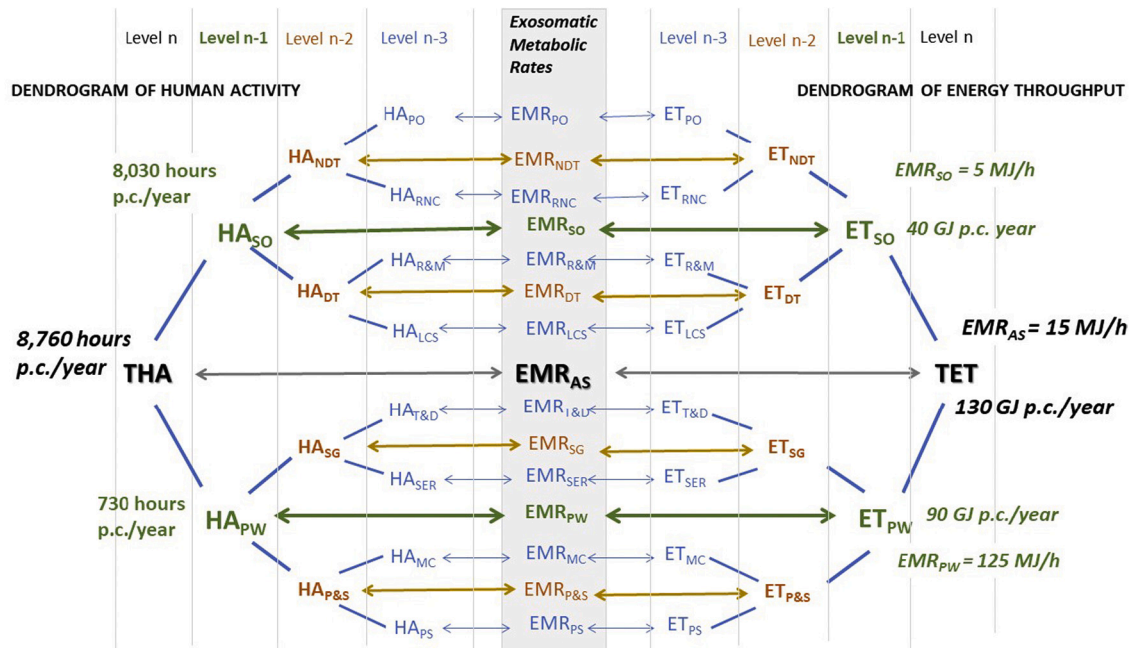 Level n Level n-1 Level n-2 Level n-3 Exosomatic Metabolic Rates Level n-3 Level n-2 Level n-1 Level n
DENDROGRAM OF HUMAN ACTIVITY DENDROGRAM OF ENERGY THROUGHPUT
HAPO EMRPO ETPO
8,030 hours p.c./year HANDT EMRNDT ETNDT EMRSO = 5 MJ/h
HARNC EMRRNC ETRNC
HASO EMRSO ETSO 40 GJ p.c. year
HAR&M EMRR&M ETR&M
HADT EMRDT ETDT
HALCS EMRLCS ETLCS
8,760 hours p.c./year EMRAS = 15 MJ/h
THA EMRAS TET
130 GJ p.c./year
HAT&D EMRT&D ETT&D
HASG EMRSG ETSG
HASER EMRSER ETSER
730 hours p.c./year HAPW EMRPW ETPW 90 GJ p.c./year
HAMC EMRMC ETMC EMRPW = 125 MJ/h
HAP&S EMRP&S ETP&S
HAPS EMRPS ETPS